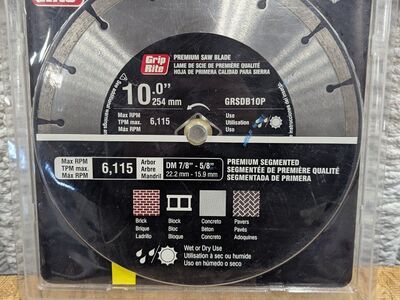 Grip
Rite
PREMIUM SAW BLADE
LAME DE SCIE DE PREMIÈRE QUALITÉ
HOJA DE PRIMERA CALIDAD PARA SIERRA
10.0"
254 mm
GRSDB10P
Max RPM
TPM max.
Máx RPM
6,115
Use
Utilisation
Uso
Max RPM
TPM max.
Máx RPM
6,115
Arbor
Arbre
Mandril
DM 7/8" - 5/8"
22.2 mm - 15.9 mm
PREMIUM SEGMENTED
SEGMENTÉE DE PREMIÈRE QUALITÉ
SEGMENTADA DE PRIMERA
Brick
Brique
Ladrillo
Block
Bloc
Bloque
Concrete
Béton
Concreto
Pavers
Pavés
Adoquines
Wet or Dry Use
Utilisation à sec ou humide
Uso en húmedo o seco